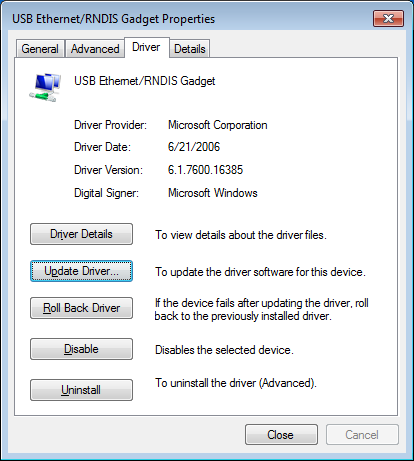 USB Ethernet/RNDIS Gadget Properties
General Advanced Driver Details
USB Ethernet/RNDIS Gadget
Driver Provider: Microsoft Corporation
Driver Date: 6/21/2006
Driver Version: 6.1.7600.16385
Digital Signer: Microsoft Windows
Driver Details To view details about the driver files.
Update Driver... To update the driver software for this device.
Roll Back Driver If the device fails after updating the driver, roll
back to the previously installed driver.
Disable Disables the selected device.
Uninstall To uninstall the driver (Advanced).
Close Cancel